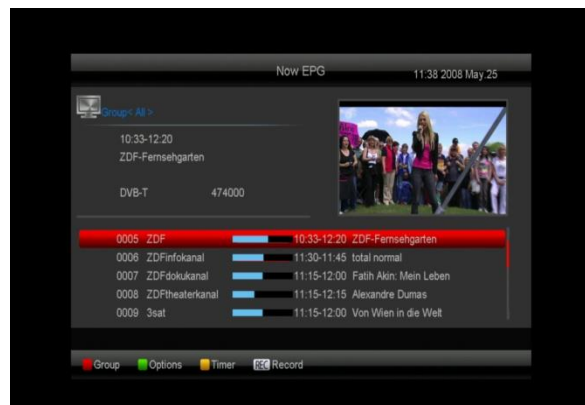 Now EPG
11:38 2008 May.25
Group< All >
10:33-12:20
ZDF-Fernsehgarten
DVB-T 474000
0005 ZDF 10:33-12:20 ZDF-Fernsehgarten
0006 ZDFinfokanal 11:30-11:45 total normal
0007 ZDFdokukanal 11:15-12:00 Fatih Akin: Mein Leben
0008 ZDFtheaterkanal 11:15-12:15 Alexandre Dumas
0009 3sat 11:15-12:00 Von Wien in die Welt
Group Options Timer REC Record